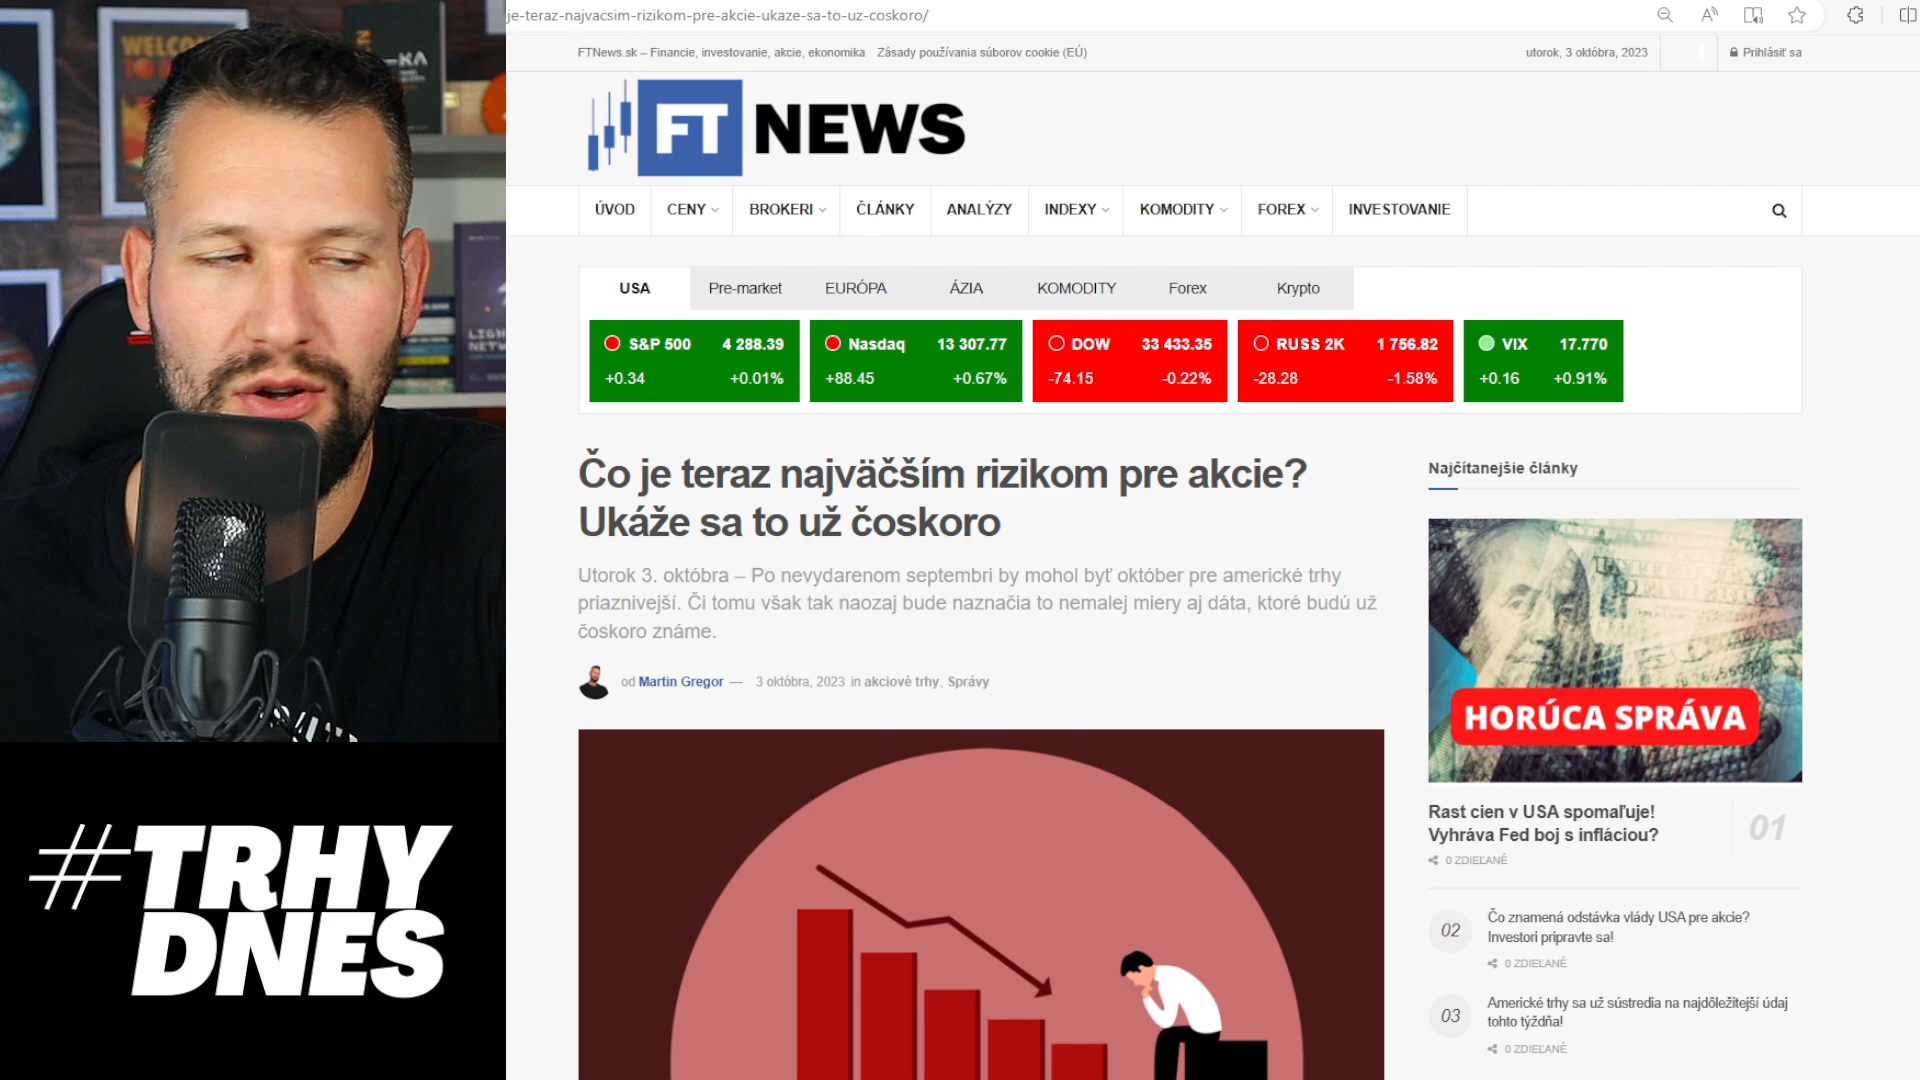 je-teraz-najvacsim-rizikom-pre-akcie-ukaze-sa-to-uz-coskoro/
FTNews.sk – Financie, investovanie, akcie, ekonomika Zásady používania súborov cookie (EÚ)
utorok, 3 októbra, 2023
Prihlásiť sa
FT NEWS
ÚVOD CENY BROKERI ČLÁNKY ANALÝZY INDEXY KOMODITY FOREX INVESTOVANIE
USA Pre-market EURÓPA ÁZIA KOMODITY Forex Krypto
S&P 500 4 288.39
+0.34 +0.01%
Nasdaq 13 307.77
+88.45 +0.67%
DOW 33 433.35
-74.15 -0.22%
RUSS 2K 1 756.82
-28.28 -1.58%
VIX 17.770
+0.16 +0.91%
Čo je teraz najväčším rizikom pre akcie?
Ukáže sa to už čoskoro
Utorok 3. októbra – Po nevydarenom septembri by mohol byť október pre americké trhy
priaznivejší. Či tomu však tak naozaj bude naznačia to nemalej miery aj dáta, ktoré budú už
čoskoro známe.
od Martin Gregor — 3 októbra, 2023 in akciové trhy, Správy
Najčítanejšie články
HORÚCA SPRÁVA
Rast cien v USA spomaľuje!
Vyhráva Fed boj s infláciou?
01
0 ZDIEĽANÉ
02
Čo znamená odstávka vlády USA pre akcie?
Investori pripravte sa!
0 ZDIEĽANÉ
03
Americké trhy sa už sústredia na najdôležitejší údaj
tohto týždňa!
0 ZDIEĽANÉ
#TRHY
DNES